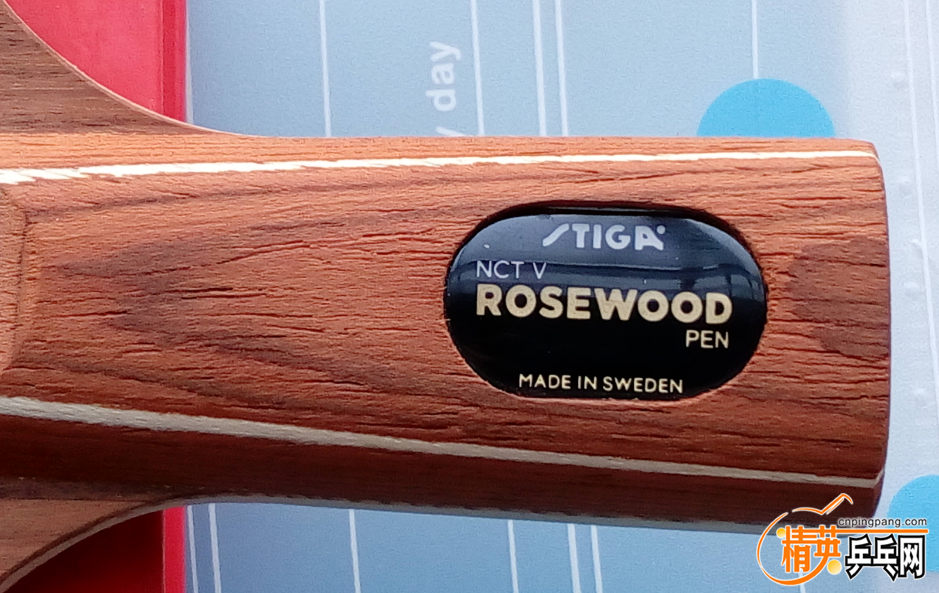 y day
STIGA
NCT V
ROSEWOOD
PEN
MADE IN SWEDEN
cnpingpang.com
精英乒乓网